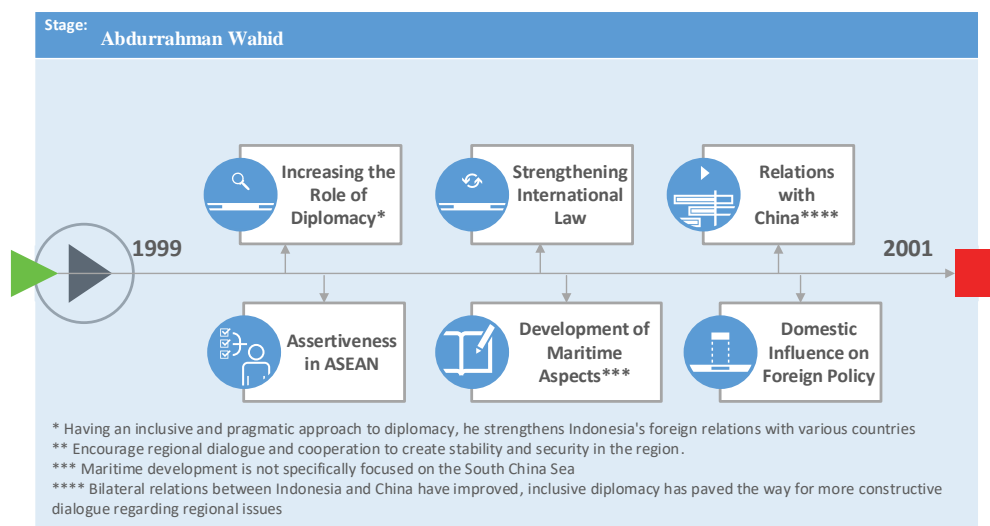 Stage:
Abdurrahman Wahid
Increasing the
Role of
Diplomacy*
Strengthening
International
Law
Relations
with
China****
1999
2001
Assertiveness
in ASEAN
Development of
Maritime
Aspects***
Domestic
Influence on
Foreign Policy
* Having an inclusive and pragmatic approach to diplomacy, he strengthens Indonesia's foreign relations with various countries
** Encourage regional dialogue and cooperation to create stability and security in the region.
*** Maritime development is not specifically focused on the South China Sea
**** Bilateral relations between Indonesia and China have improved, inclusive diplomacy has paved the way for more constructive
dialogue regarding regional issues